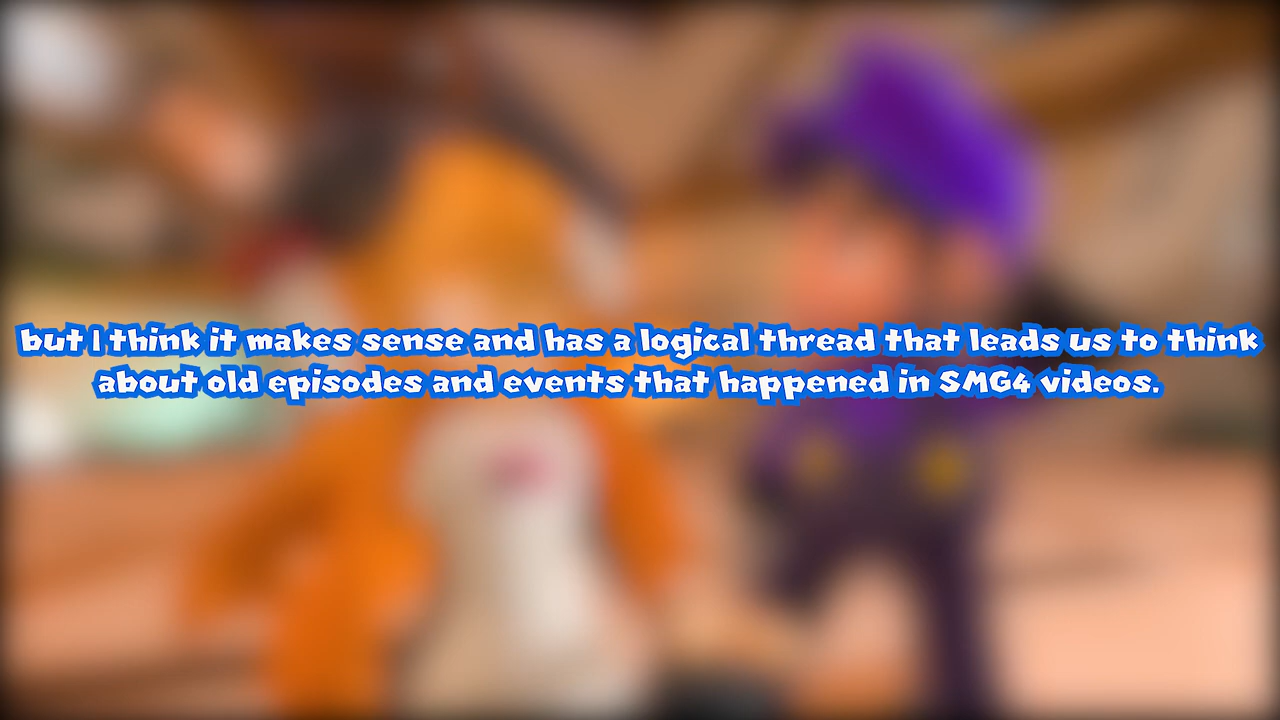 but I think it makes sense and has a logical thread that leads us to think
about old episodes and events that happened in SMG4 videos.